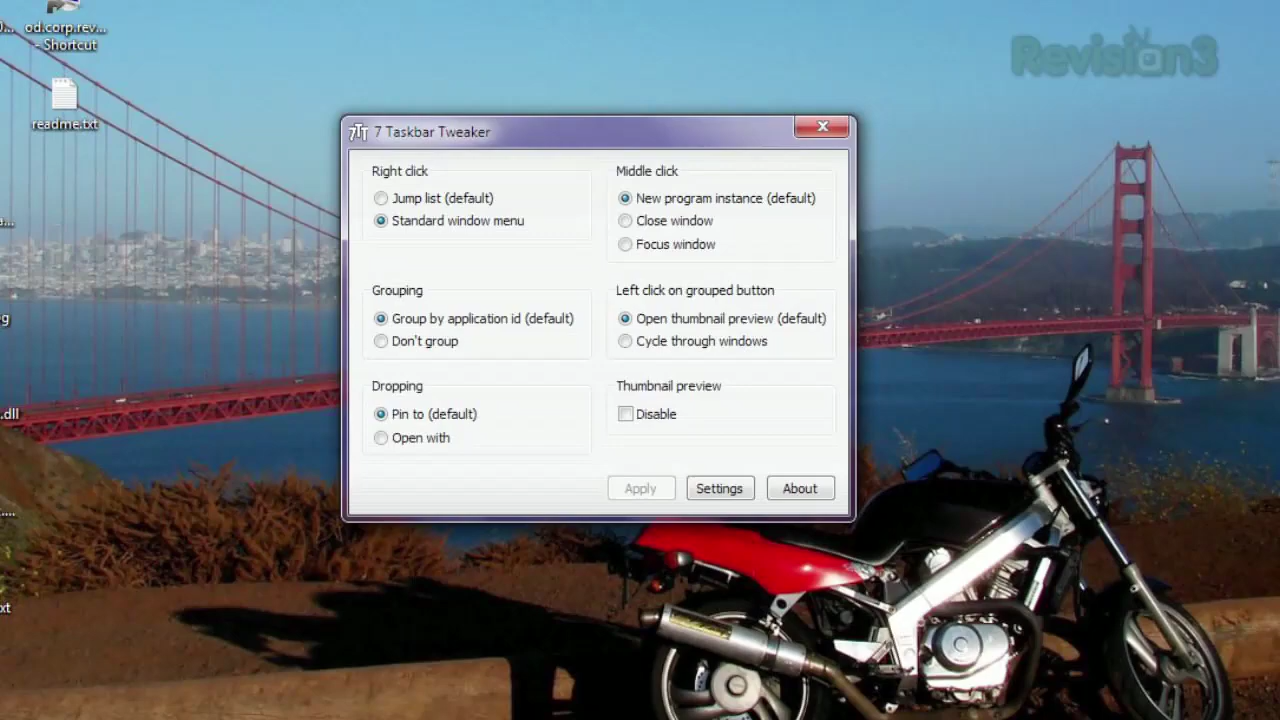 od.corp.rev...
- Shortcut
Revision3
readme.txt
7 Taskbar Tweaker
Right click
Jump list (default)
Standard window menu
Middle click
New program instance (default)
Close window
Focus window
Grouping
Group by application id (default)
Don't group
Left click on grouped button
Open thumbnail preview (default)
Cycle through windows
Dropping
Pin to (default)
Open with
Thumbnail preview
Disable
Apply
Settings
About
.dll